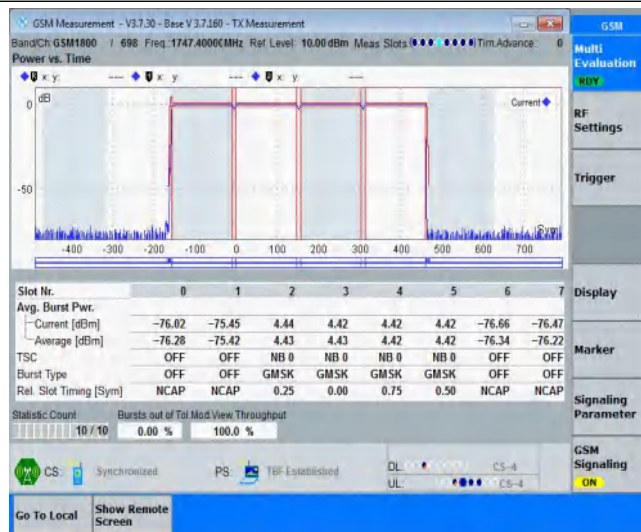 GSM Measurement - V3.7.30 - Base V 3.7.160 - TX Measurement
GSM
Band/Ch: GSM1800 / 698 Freq.:1747.4000 MHz Ref. Level: 10.00 dBm Meas Slots: Tim.Advance: 0
Multi Evaluation
RDY
Power vs. Time
x: y: --- x: y: --- x: y: ---
dB
Current
0
-50
Sym
-400 -300 -200 -100 0 100 200 300 400 500 600 700
RF Settings
Trigger
Slot Nr. 0 1 2 3 4 5 6 7
Avg. Burst Pwr.
Current [dBm] -76.02 -75.45 4.44 4.42 4.42 4.42 -76.66 -76.47
Average [dBm] -76.28 -75.42 4.43 4.43 4.42 4.42 -76.34 -76.22
TSC OFF OFF NB 0 NB 0 NB 0 NB 0 OFF OFF
Burst Type OFF OFF GMSK GMSK GMSK GMSK OFF OFF
Rel. Slot Timing [Sym] NCAP NCAP 0.25 0.00 0.75 0.50 NCAP NCAP
Display
Marker
Signaling Parameter
Statistic Count Bursts out of Tol. Mod.View Throughput
10 / 10 0.00 % 100.0 %
CS: Synchronized PS: TBF Established DL: CS-4
UL: CS-4
GSM Signaling
ON
Go To Local
Show Remote Screen